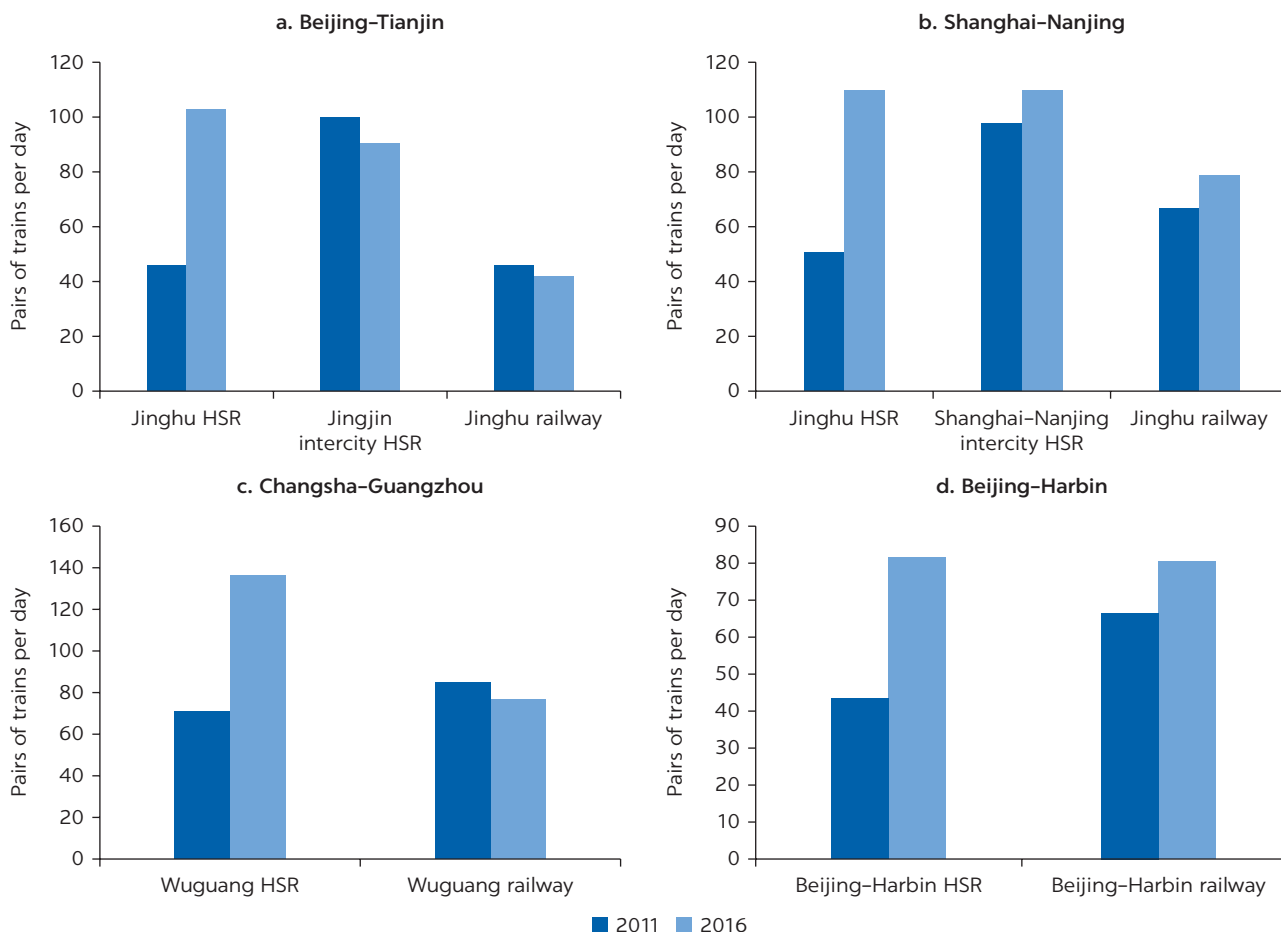 a. Beijing–Tianjin
Pairs of trains per day
120
100
80
60
40
20
0
Jinghu HSR
Jingjin
intercity HSR
Jinghu railway
b. Shanghai–Nanjing
Pairs of trains per day
120
100
80
60
40
20
0
Jinghu HSR
Shanghai–Nanjing
intercity HSR
Jinghu railway
c. Changsha–Guangzhou
Pairs of trains per day
160
140
120
100
80
60
40
20
0
Wuguang HSR
Wuguang railway
d. Beijing–Harbin
Pairs of trains per day
90
80
70
60
50
40
30
20
10
0
Beijing–Harbin HSR
Beijing–Harbin railway
2011
2016